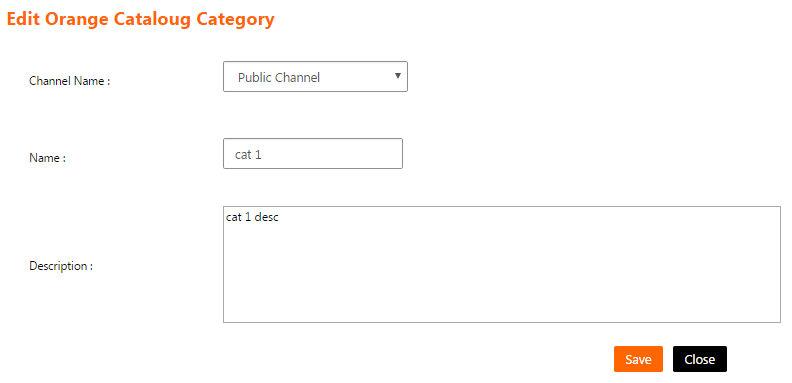 Edit Orange Cataloug Category
Channel Name : Public Channel
Name : cat 1
cat 1 desc
Description :
Save Close